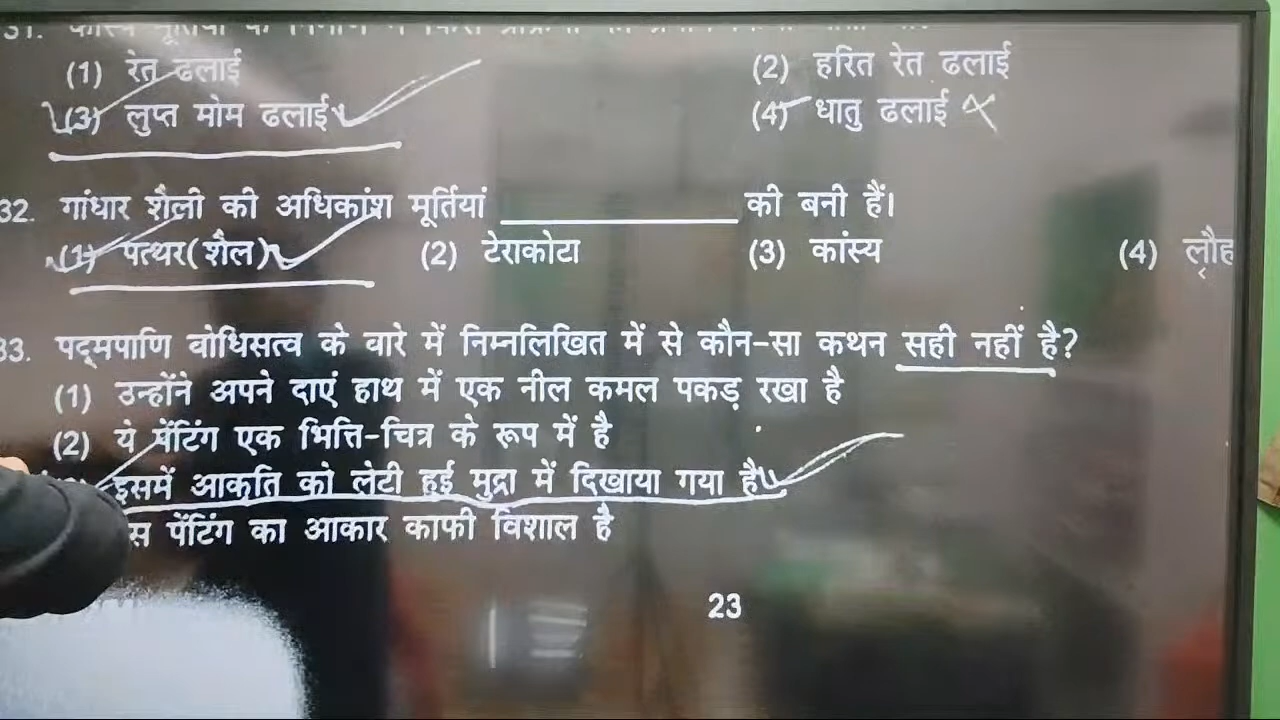 31.
(1) रेत ढलाई (2) हरित रेत ढलाई
(3) लुप्त मोम ढलाई (4) धातु ढलाई
32. गांधार शैली की अधिकांश मूर्तियां __________ की बनी हैं।
(1) पत्थर(शैल) (2) टेराकोटा (3) कांस्य (4) लौह
33. पद्मपाणि बोधिसत्व के बारे में निम्नलिखित में से कौन-सा कथन सही नहीं है?
(1) उन्होंने अपने दाएं हाथ में एक नील कमल पकड़ रखा है
(2) ये पेंटिंग एक भित्ति-चित्र के रूप में है
इसमें आकृति को लेटी हुई मुद्रा में दिखाया गया है
पेंटिंग का आकार काफी विशाल है
23